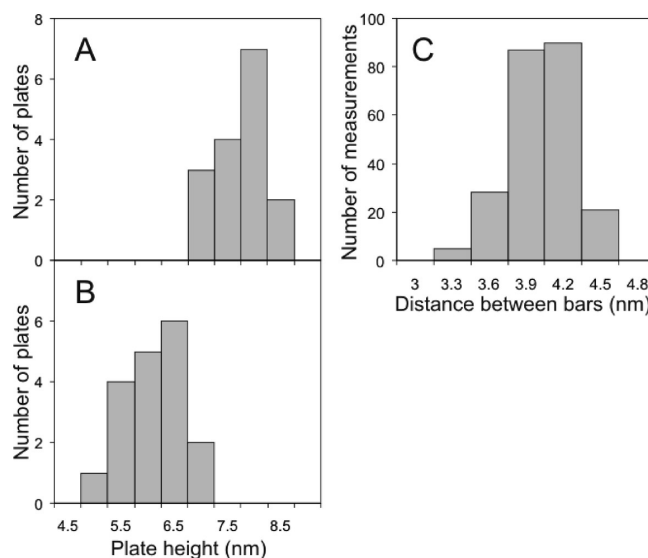 A
Number of plates
8
6
4
2
0
B
Number of plates
6
4
2
0
4.5 5.5 6.5 7.5 8.5
Plate height (nm)
C
Number of measurements
100
80
60
40
20
0
3 3.3 3.6 3.9 4.2 4.5 4.8
Distance between bars (nm)